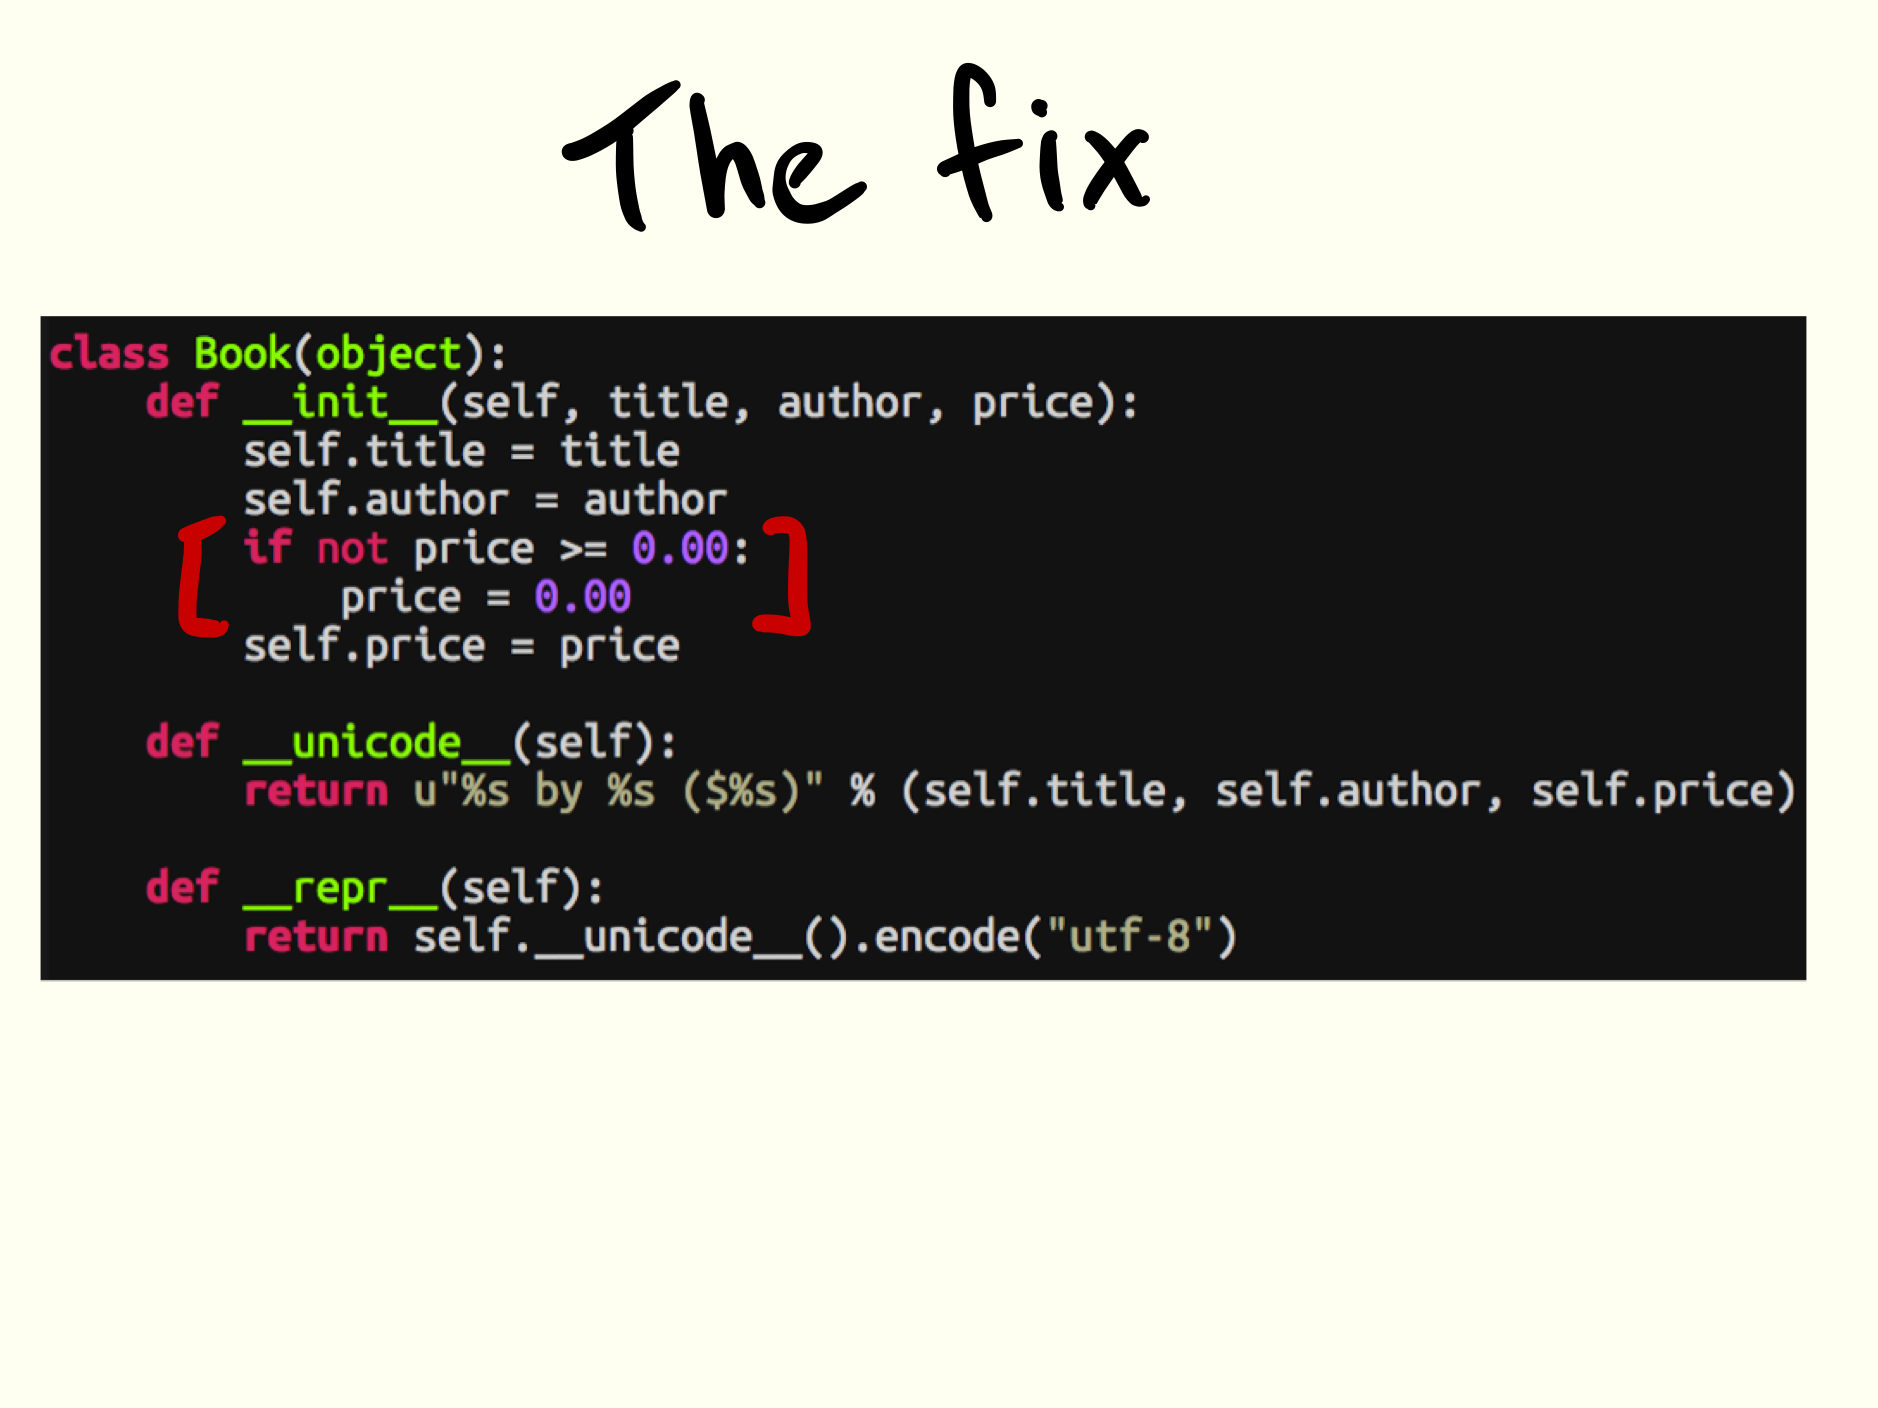 The fix
class Book(object):
    def __init__(self, title, author, price):
        self.title = title
        self.author = author
        if not price >= 0.00:
            price = 0.00
        self.price = price
    def __unicode__(self):
        return u"%s by %s ($%s)" % (self.title, self.author, self.price)
    def __repr__(self):
        return self.__unicode__().encode("utf-8")